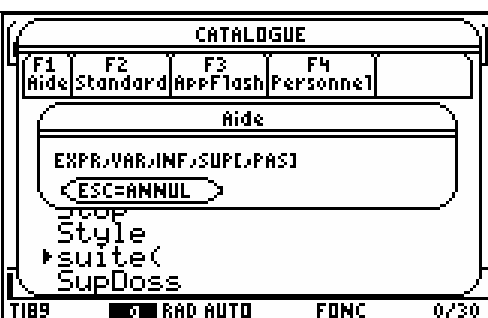 CATALOGUE
F1 F2 F3 F4
Aide Standard AppFlash Personnel
Aide
EXPR,VAR,INF,SUP[,PAS]
ESC=ANNUL
Stop
Style
suite(
SupDoss
TI89 RAD AUTO FONC 0/30